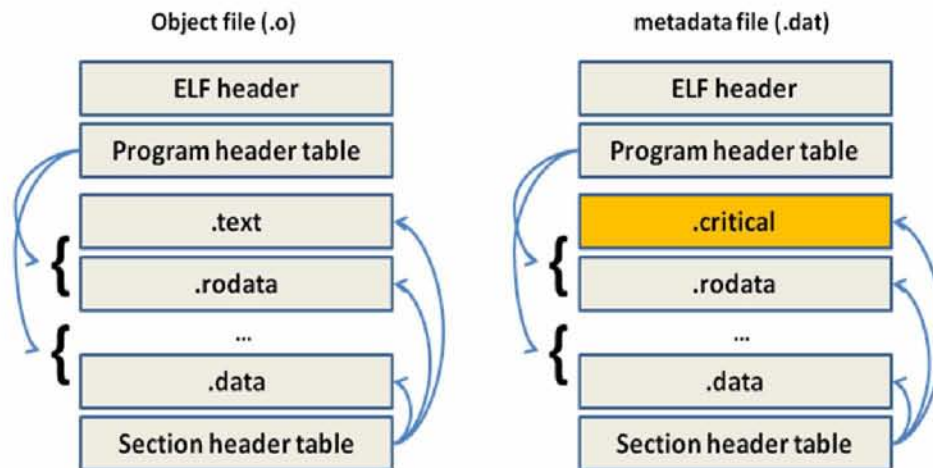 Object file (.o)
ELF header
Program header table
.text
{
.rodata
...
{
.data
Section header table
metadata file (.dat)
ELF header
Program header table
.critical
{
.rodata
...
{
.data
Section header table